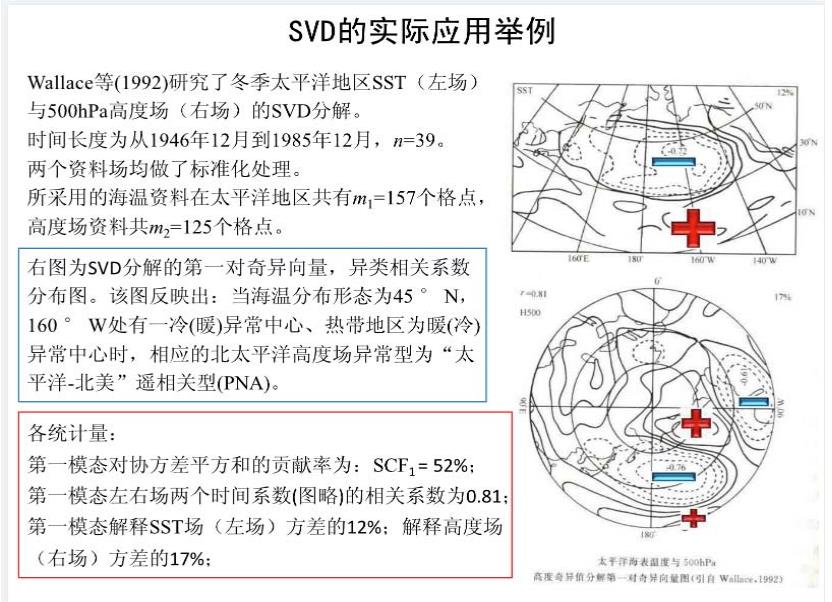 SVD的实际应用举例
Wallace等(1992)研究了冬季太平洋地区SST（左场）
与500hPa高度场（右场）的SVD分解。
时间长度为从1946年12月到1985年12月，n=39。
两个资料场均做了标准化处理。
所采用的海温资料在太平洋地区共有m₁=157个格点，
高度场资料共m₂=125个格点。
右图为SVD分解的第一对奇异向量，异类相关系数
分布图。该图反映出：当海温分布形态为45 ° N，
160 ° W处有一冷(暖)异常中心、热带地区为暖(冷)
异常中心时，相应的北太平洋高度场异常型为“太
平洋-北美”遥相关型(PNA)。
各统计量：
第一模态对协方差平方和的贡献率为：SCF₁= 52%；
第一模态左右场两个时间系数(图略)的相关系数为0.81；
第一模态解释SST场（左场）方差的12%；解释高度场
（右场）方差的17%；
SST
12%
50°N
30°N
-0.72
10°N
160°E
180°
160°W
140°W
0°
r=0.81
17%
H500
-0.61
90°E
90°W
-0.76
180°
太平洋海表温度与 500hPa
高度奇异值分解第一对奇异向量图(引自 Wallace,1992)